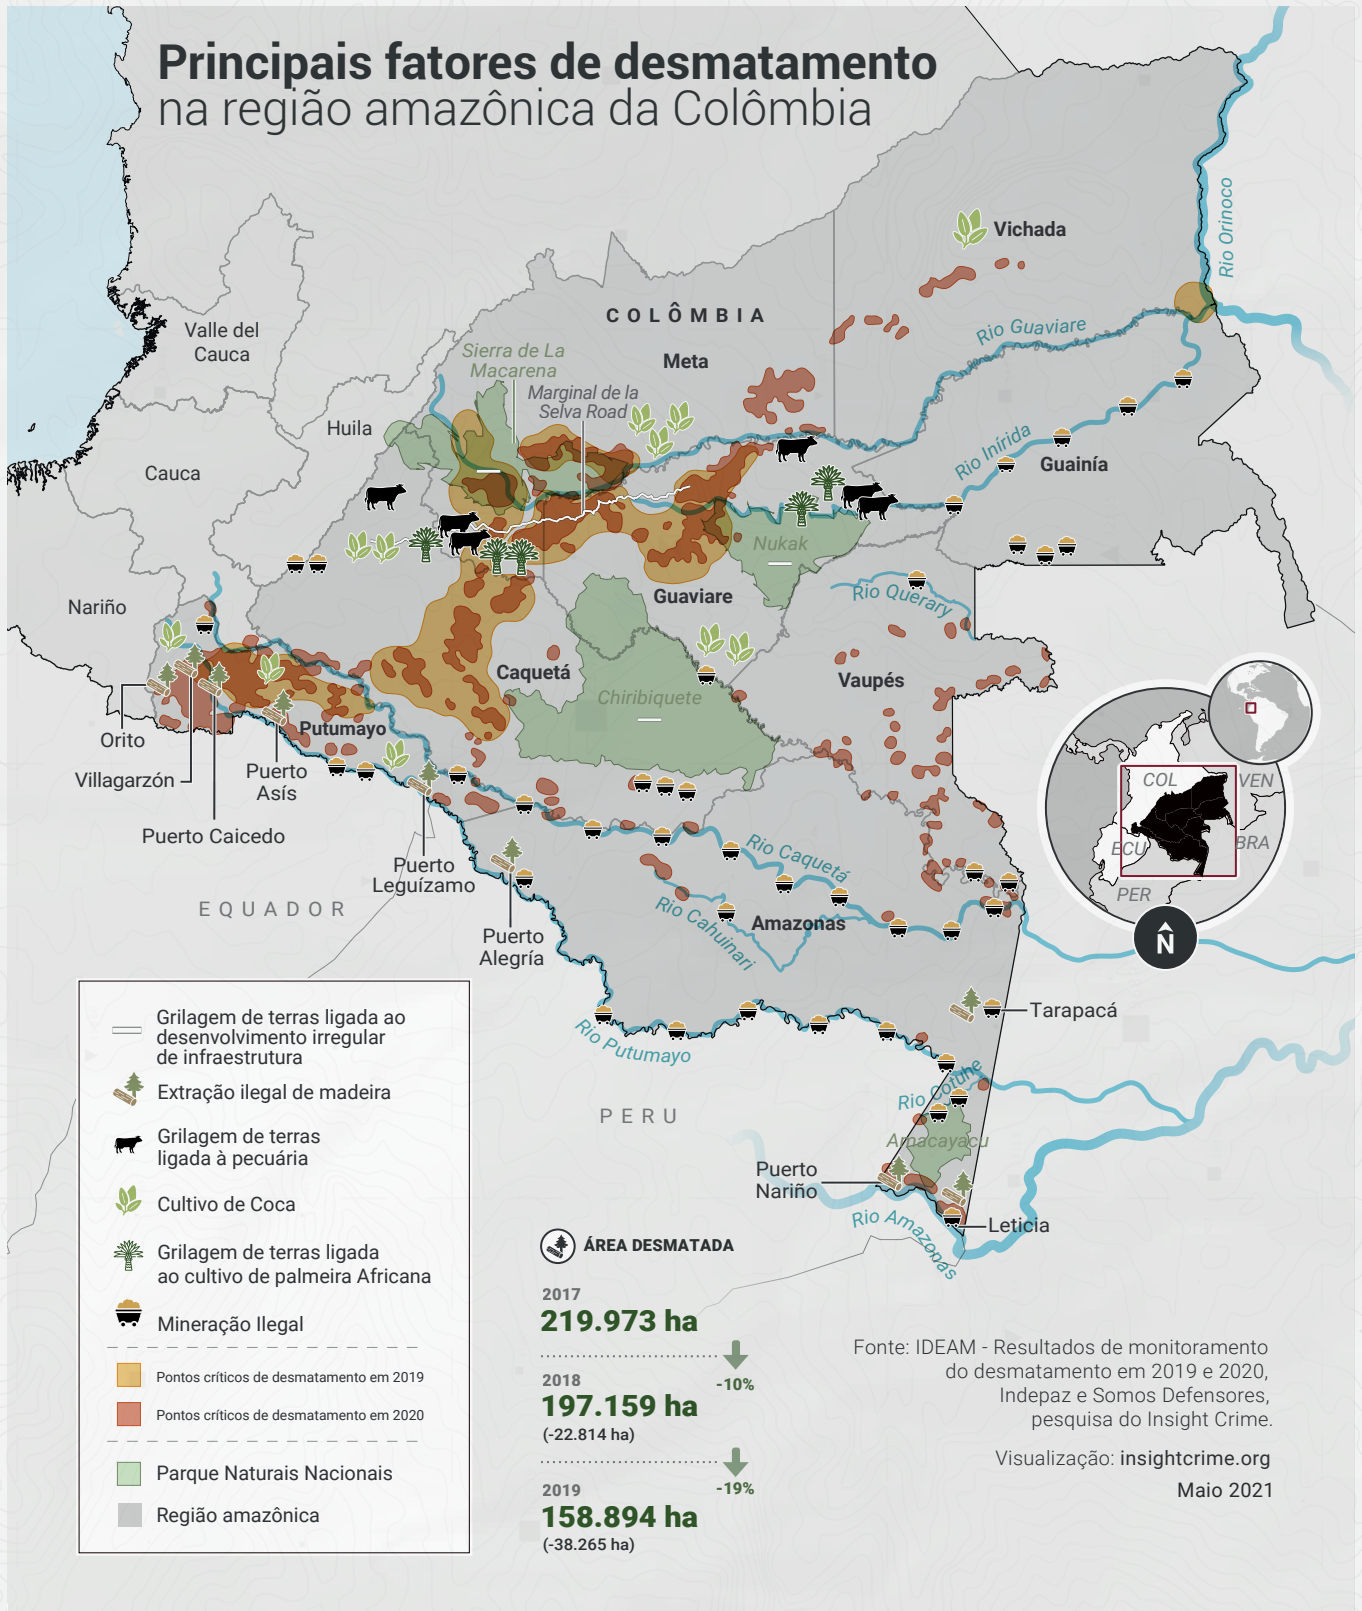 Principais fatores de desmatamento
na região amazônica da Colômbia
Rio Orinoco
Vichada
COLÔMBIA
Rio Guaviare
Valle del
Cauca
Sierra de La
Macarena
Meta
Marginal de la
Selva Road
Huila
Rio Inírida
Guainía
Cauca
Nukak
Rio Querary
Guaviare
Nariño
Caquetá
Chiribiquete
Vaupés
Putumayo
Orito
Villagarzón
Puerto
Asís
Puerto Caicedo
Puerto
Leguízamo
COL
VEN
ECU
BRA
PER
N
Rio Caquetá
EQUADOR
Rio Cahuinari
Amazonas
Puerto
Alegría
Tarapacá
Rio Putumayo
Rio Cotuhe
PERU
Amacayacu
Puerto
Nariño
Rio Amazonas
Leticia
Grilagem de terras ligada ao
desenvolvimento irregular
de infraestrutura
Extração ilegal de madeira
Grilagem de terras
ligada à pecuária
Cultivo de Coca
Grilagem de terras ligada
ao cultivo de palmeira Africana
Mineração Ilegal
Pontos críticos de desmatamento em 2019
Pontos críticos de desmatamento em 2020
Parque Naturais Nacionais
Região amazônica
ÁREA DESMATADA
2017
219.973 ha
-10%
2018
197.159 ha
(-22.814 ha)
-19%
2019
158.894 ha
(-38.265 ha)
Fonte: IDEAM - Resultados de monitoramento
do desmatamento em 2019 e 2020,
Indepaz e Somos Defensores,
pesquisa do Insight Crime.
Visualização: insightcrime.org
Maio 2021